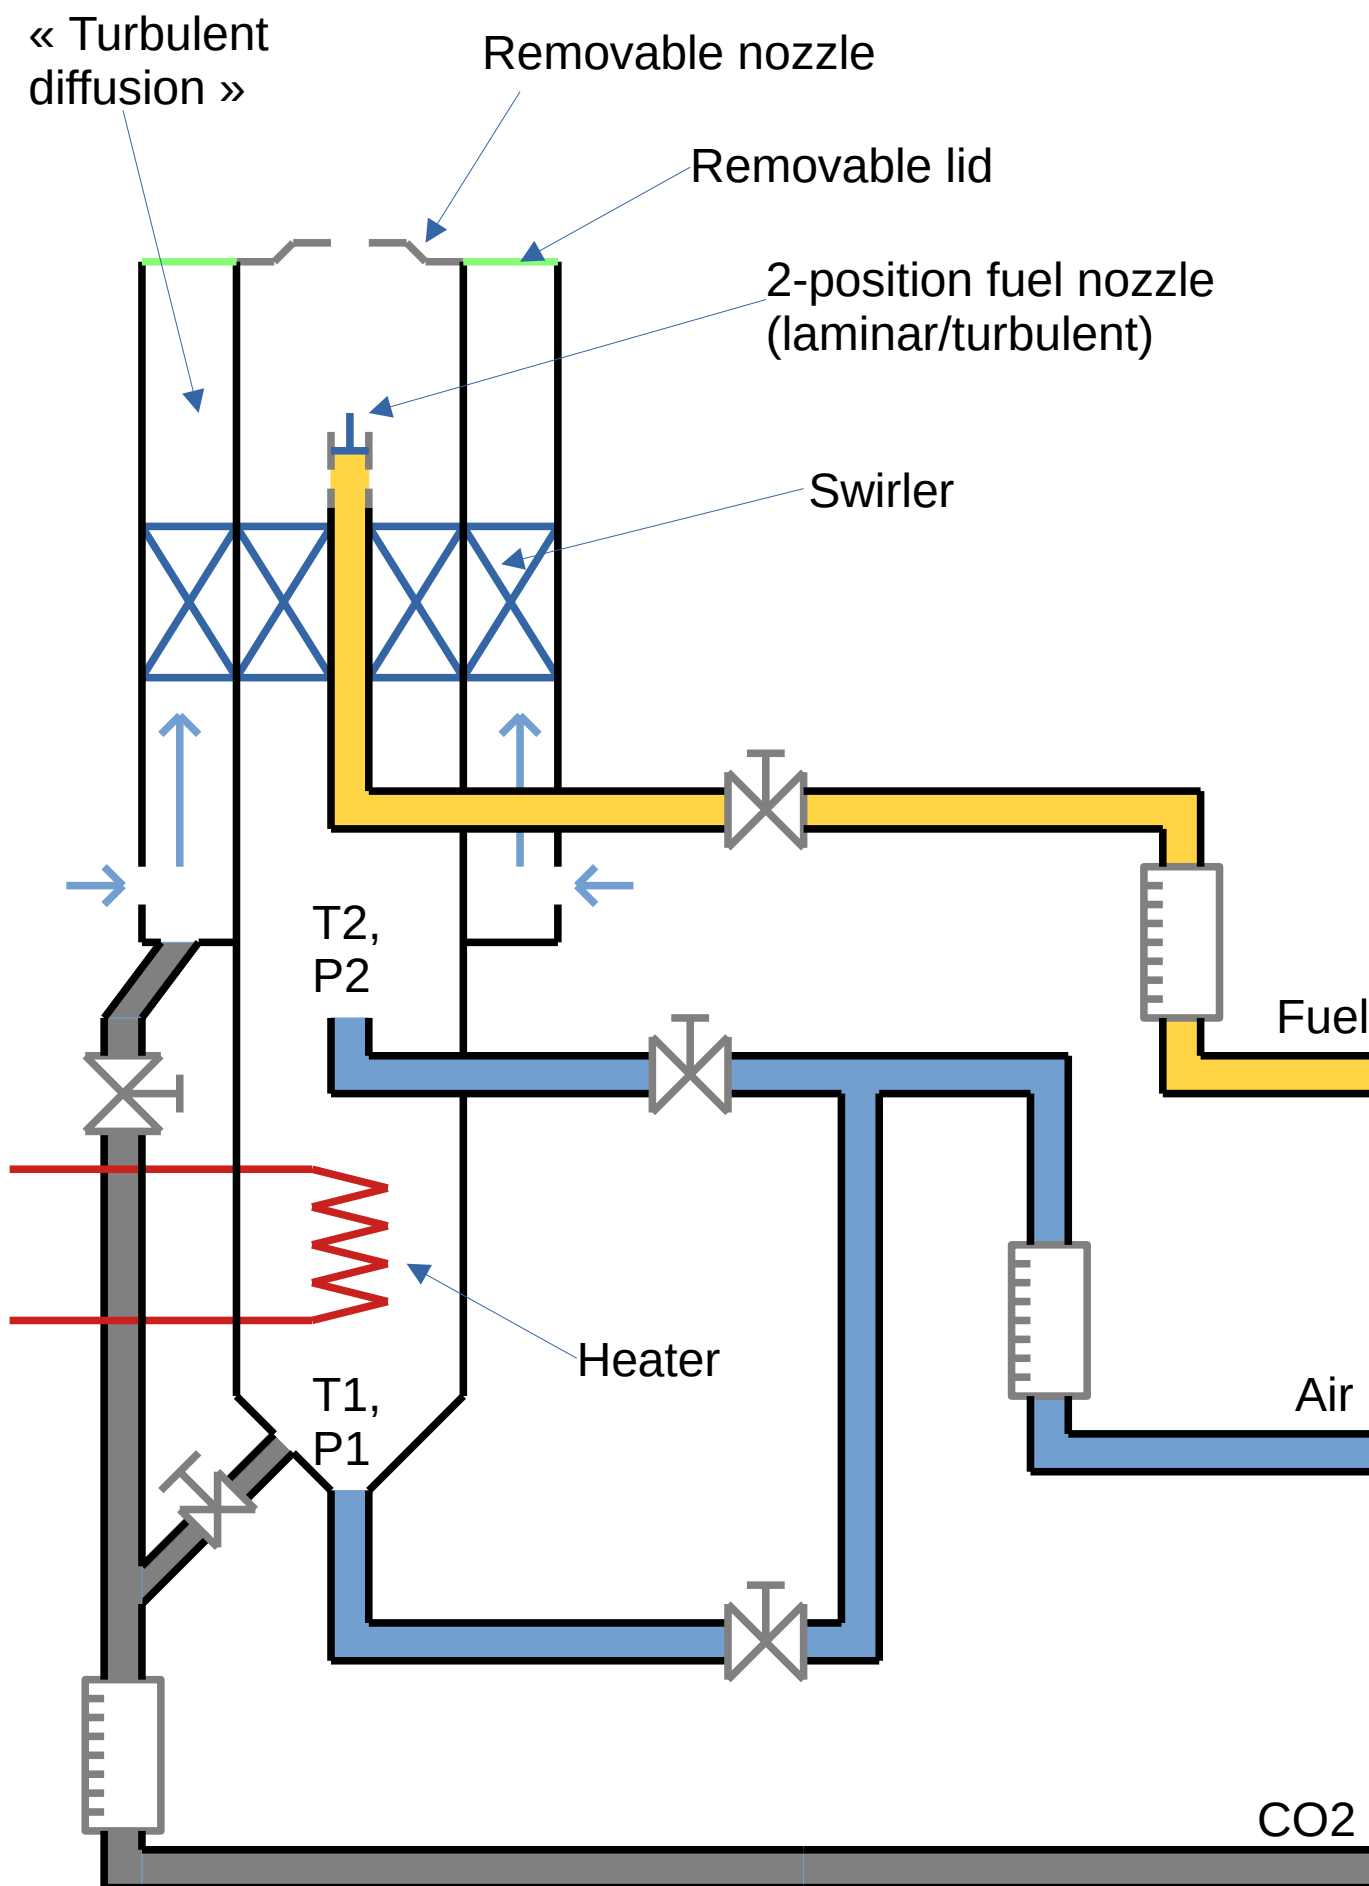 « Turbulent
diffusion »
Removable nozzle
Removable lid
2-position fuel nozzle
(laminar/turbulent)
Swirler
T2,
P2
Fuel
Heater
T1,
P1
Air
CO2